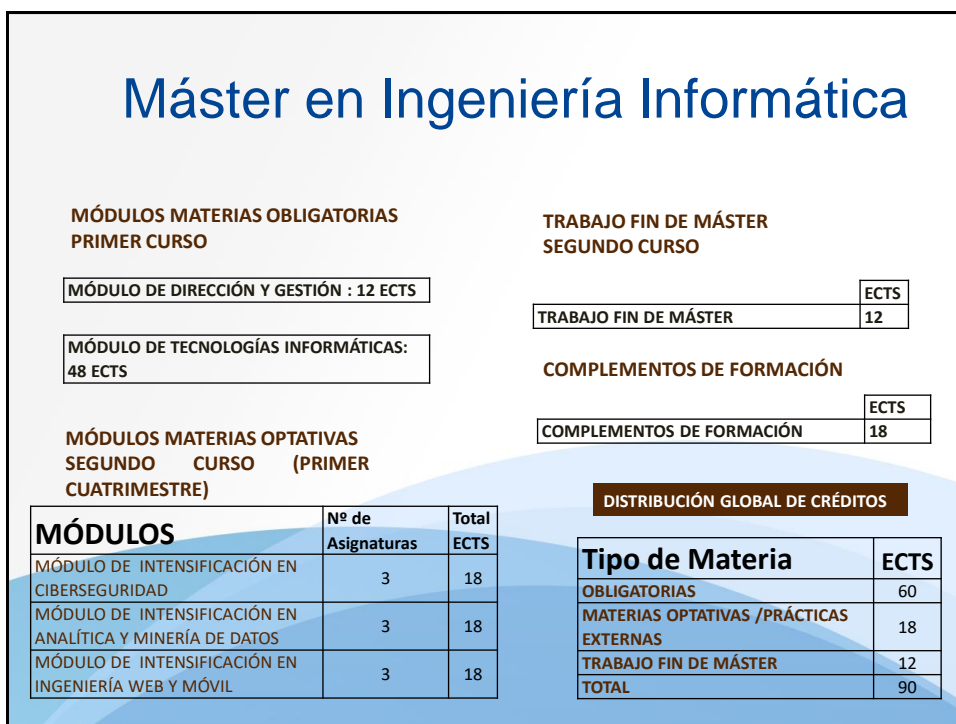 Máster en Ingeniería Informática
MÓDULOS MATERIAS OBLIGATORIAS
PRIMER CURSO
MÓDULO DE DIRECCIÓN Y GESTIÓN : 12 ECTS
MÓDULO DE TECNOLOGÍAS INFORMÁTICAS:
48 ECTS
MÓDULOS MATERIAS OPTATIVAS
SEGUNDO CURSO (PRIMER
CUATRIMESTRE)
MÓDULOS Nº de Asignaturas Total ECTS
MÓDULO DE INTENSIFICACIÓN EN
CIBERSEGURIDAD 3 18
MÓDULO DE INTENSIFICACIÓN EN
ANALÍTICA Y MINERÍA DE DATOS 3 18
MÓDULO DE INTENSIFICACIÓN EN
INGENIERÍA WEB Y MÓVIL 3 18
TRABAJO FIN DE MÁSTER
SEGUNDO CURSO
ECTS
TRABAJO FIN DE MÁSTER 12
COMPLEMENTOS DE FORMACIÓN
ECTS
COMPLEMENTOS DE FORMACIÓN 18
DISTRIBUCIÓN GLOBAL DE CRÉDITOS
Tipo de Materia ECTS
OBLIGATORIAS 60
MATERIAS OPTATIVAS /PRÁCTICAS
EXTERNAS 18
TRABAJO FIN DE MÁSTER 12
TOTAL 90